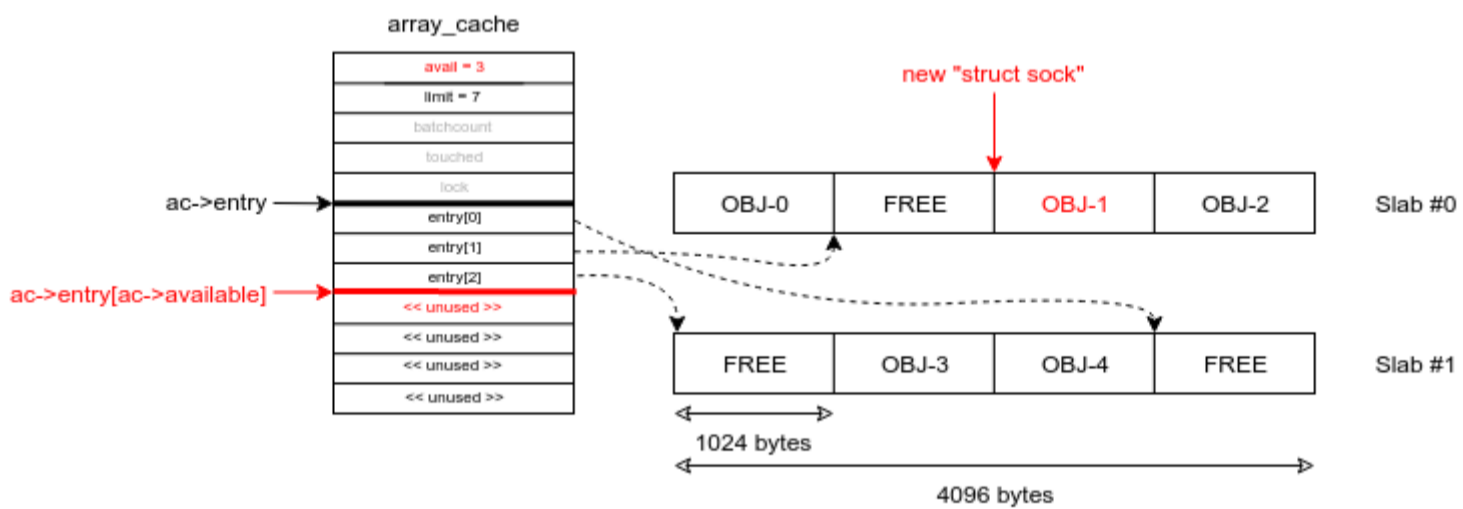 array_cache
avail = 3
limit = 7
batchcount
touched
lock
ac->entry
entry[0]
entry[1]
entry[2]
ac->entry[ac->available]
<< unused >>
<< unused >>
<< unused >>
<< unused >>
new "struct sock"
OBJ-0 FREE OBJ-1 OBJ-2 Slab #0
FREE OBJ-3 OBJ-4 FREE Slab #1
1024 bytes
4096 bytes